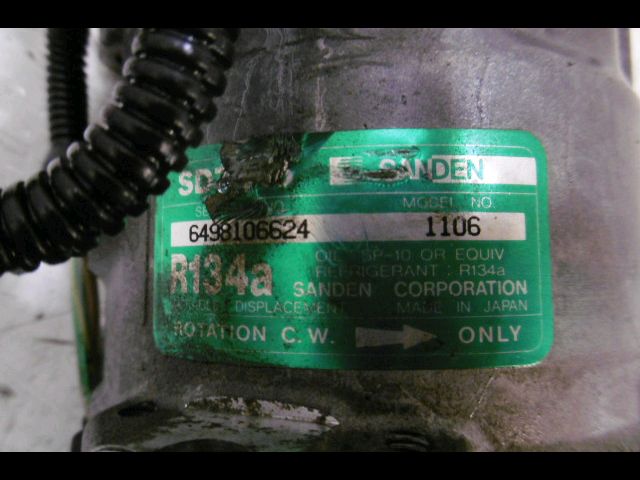 SANDEN
MODEL NO.
6498106624 1106
OIL : SP-10 OR EQUIV
R134a REFRIGERANT : R134a
SANDEN CORPORATION
DISPLACEMENT MADE IN JAPAN
ROTATION C.W. ONLY